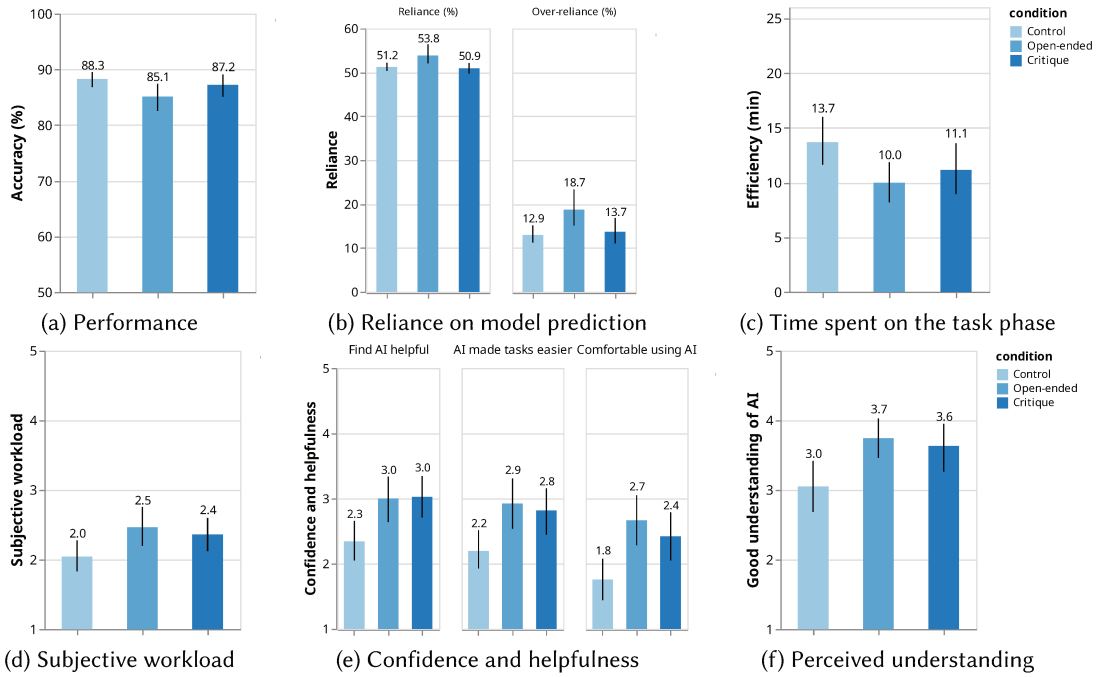 Accuracy (%)
100
90
80
70
60
50
88.3
85.1
87.2
(a) Performance
Reliance (%)
Over-reliance (%)
Reliance
60
50
40
30
20
10
0
51.2
53.8
50.9
12.9
18.7
13.7
(b) Reliance on model prediction
Efficiency (min)
25
20
15
10
5
0
13.7
10.0
11.1
(c) Time spent on the task phase
condition
Control
Open-ended
Critique
Subjective workload
5
4
3
2
1
2.0
2.5
2.4
(d) Subjective workload
Find AI helpful
AI made tasks easier
Comfortable using AI
Confidence and helpfulness
5
4
3
2
1
2.3
3.0
3.0
2.2
2.9
2.8
1.8
2.7
2.4
(e) Confidence and helpfulness
Good understanding of AI
5
4
3
2
1
3.0
3.7
3.6
(f) Perceived understanding
condition
Control
Open-ended
Critique